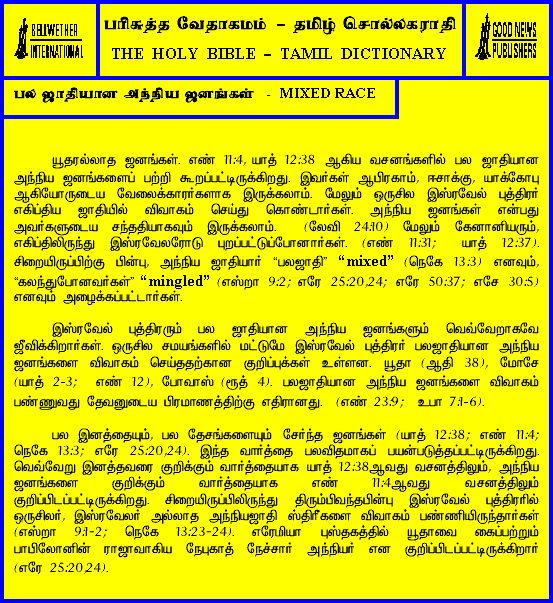 BELLWETHER
INTERNATIONAL
பரிசுத்த வேதாகமம் – தமிழ் சொல்லகராதி
THE HOLY BIBLE – TAMIL DICTIONARY
GOOD NEWS
PUBLISHERS
பல ஜாதியான அந்நிய ஜனங்கள் - MIXED RACE
யூதரல்லாத ஜனங்கள். எண் 11:4, யாத் 12:38 ஆகிய வசனங்களில் பல ஜாதியான
அந்நிய ஜனங்களைப் பற்றி கூறப்பட்டிருக்கிறது. இவர்கள் ஆபிரகாம், ஈசாக்கு, யாக்கோபு
ஆகியோருடைய வேலைக்காரர்களாக இருக்கலாம். மேலும் ஒருசில இஸ்ரவேல் புத்திரர்
எகிப்திய ஜாதியில் விவாகம் செய்து கொண்டார்கள். அந்நிய ஜனங்கள் என்பது
அவர்களுடைய சந்ததியாகவும் இருக்கலாம். (லேவி 24:10) மேலும் கேனானியரும்,
எகிப்திலிருந்து இஸ்ரவேலரோடு புறப்பட்டுப்போனார்கள். (எண் 11:31; யாத் 12:37).
சிறையிருப்பிற்கு பின்பு, அந்நிய ஜாதியார் “பலஜாதி” “mixed” (நெகே 13:3) எனவும்,
“கலந்துபோனவர்கள்” “mingled” (எஸ்றா 9:2; எரே 25:20,24; எரே 50:37; எசே 30:5)
எனவும் அழைக்கப்பட்டார்கள்.
இஸ்ரவேல் புத்திரரும் பல ஜாதியான அந்நிய ஜனங்களும் வெவ்வேறாகவே
ஜீவிக்கிறார்கள். ஒருசில சமயங்களில் மட்டுமே இஸ்ரவேல் புத்திரர் பலஜாதியான அந்நிய
ஜனங்களை விவாகம் செய்ததற்கான குறிப்புக்கள் உள்ளன. யூதா (ஆதி 38), மோசே
(யாத் 2-3; எண் 12), போவாஸ் (ரூத் 4). பலஜாதியான அந்நிய ஜனங்களை விவாகம்
பண்ணுவது தேவனுடைய பிரமாணத்திற்கு எதிரானது. (எண் 23:9; உபா 7:1-6).
பல இனத்தையும், பல தேசங்களையும் சேர்ந்த ஜனங்கள் (யாத் 12:38; எண் 11:4;
நெகே 13:3; எரே 25:20,24). இந்த வார்த்தை பலவிதமாகப் பயன்படுத்தப்பட்டிருக்கிறது.
வெவ்வேறு இனத்தவரை குறிக்கும் வார்த்தையாக யாத் 12:38ஆவது வசனத்திலும், அந்நிய
ஜனங்களை குறிக்கும் வார்த்தையாக எண் 11:4ஆவது வசனத்திலும்
குறிப்பிடப்பட்டிருக்கிறது. சிறையிருப்பிலிருந்து திரும்பிவந்தபின்பு இஸ்ரவேல் புத்திரரில்
ஒருசிலர், இஸ்ரவேலர் அல்லாத அந்நியஜாதி ஸ்திரீகளை விவாகம் பண்ணியிருந்தார்கள்
(எஸ்றா 9:1-2; நெகே 13:23-24). எரேமியா புஸ்தகத்தில் யூதாவை கைப்பற்றும்
பாபிலோனின் ராஜாவாகிய நேபுகாத் நேச்சார் அந்நியர் என குறிப்பிடப்பட்டிருக்கிறார்
(எரே 25:20,24).